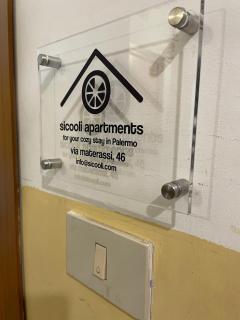 sicooli apartments
for your cozy stay in Palermo
via materassi, 46
info@sicooli.com